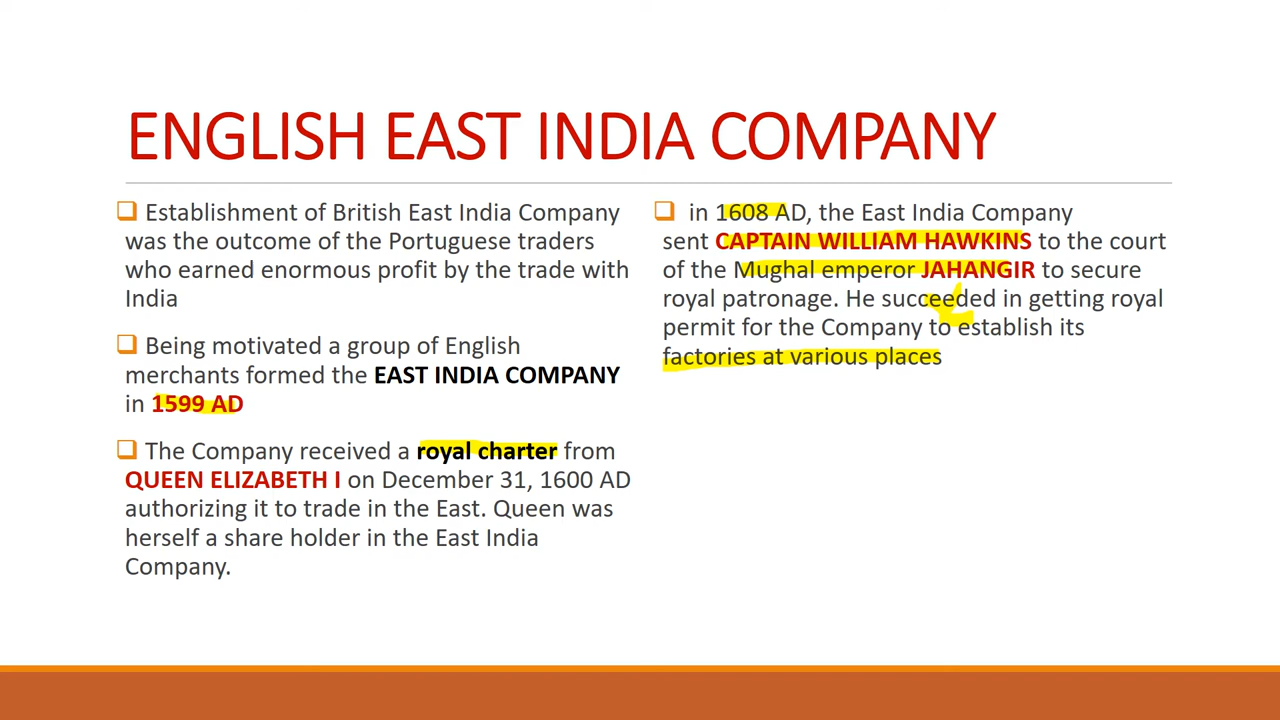 ENGLISH EAST INDIA COMPANY
Establishment of British East India Company
was the outcome of the Portuguese traders
who earned enormous profit by the trade with
India
Being motivated a group of English
merchants formed the EAST INDIA COMPANY
in 1599 AD
The Company received a royal charter from
QUEEN ELIZABETH I on December 31, 1600 AD
authorizing it to trade in the East. Queen was
herself a share holder in the East India
Company.
in 1608 AD, the East India Company
sent CAPTAIN WILLIAM HAWKINS to the court
of the Mughal emperor JAHANGIR to secure
royal patronage. He succeeded in getting royal
permit for the Company to establish its
factories at various places